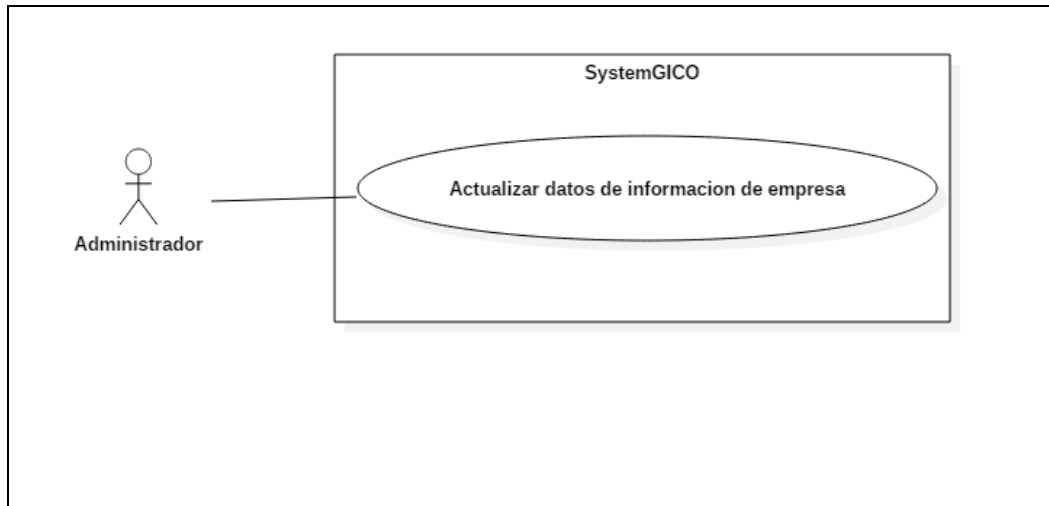 SystemGICO
Actualizar datos de informacion de empresa
Administrador